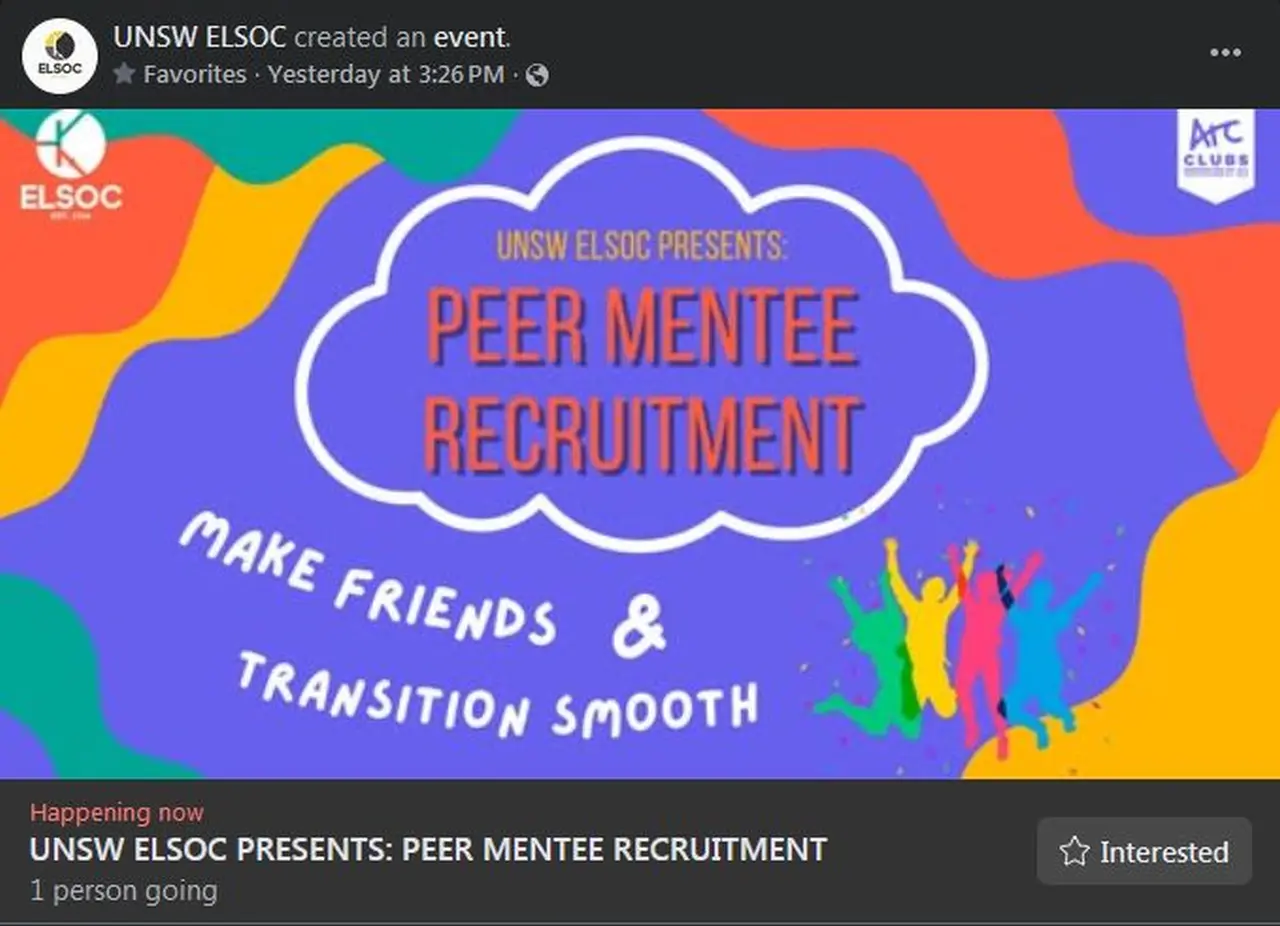 UNSW ELSOC created an event.
Favorites · Yesterday at 3:26 PM ·
ELSOC
ELSOC
ArC
CLUBS
UNSW ELSOC PRESENTS:
PEER MENTEE
RECRUITMENT
MAKE FRIENDS &
TRANSITION SMOOTH
Happening now
UNSW ELSOC PRESENTS: PEER MENTEE RECRUITMENT
1 person going
Interested